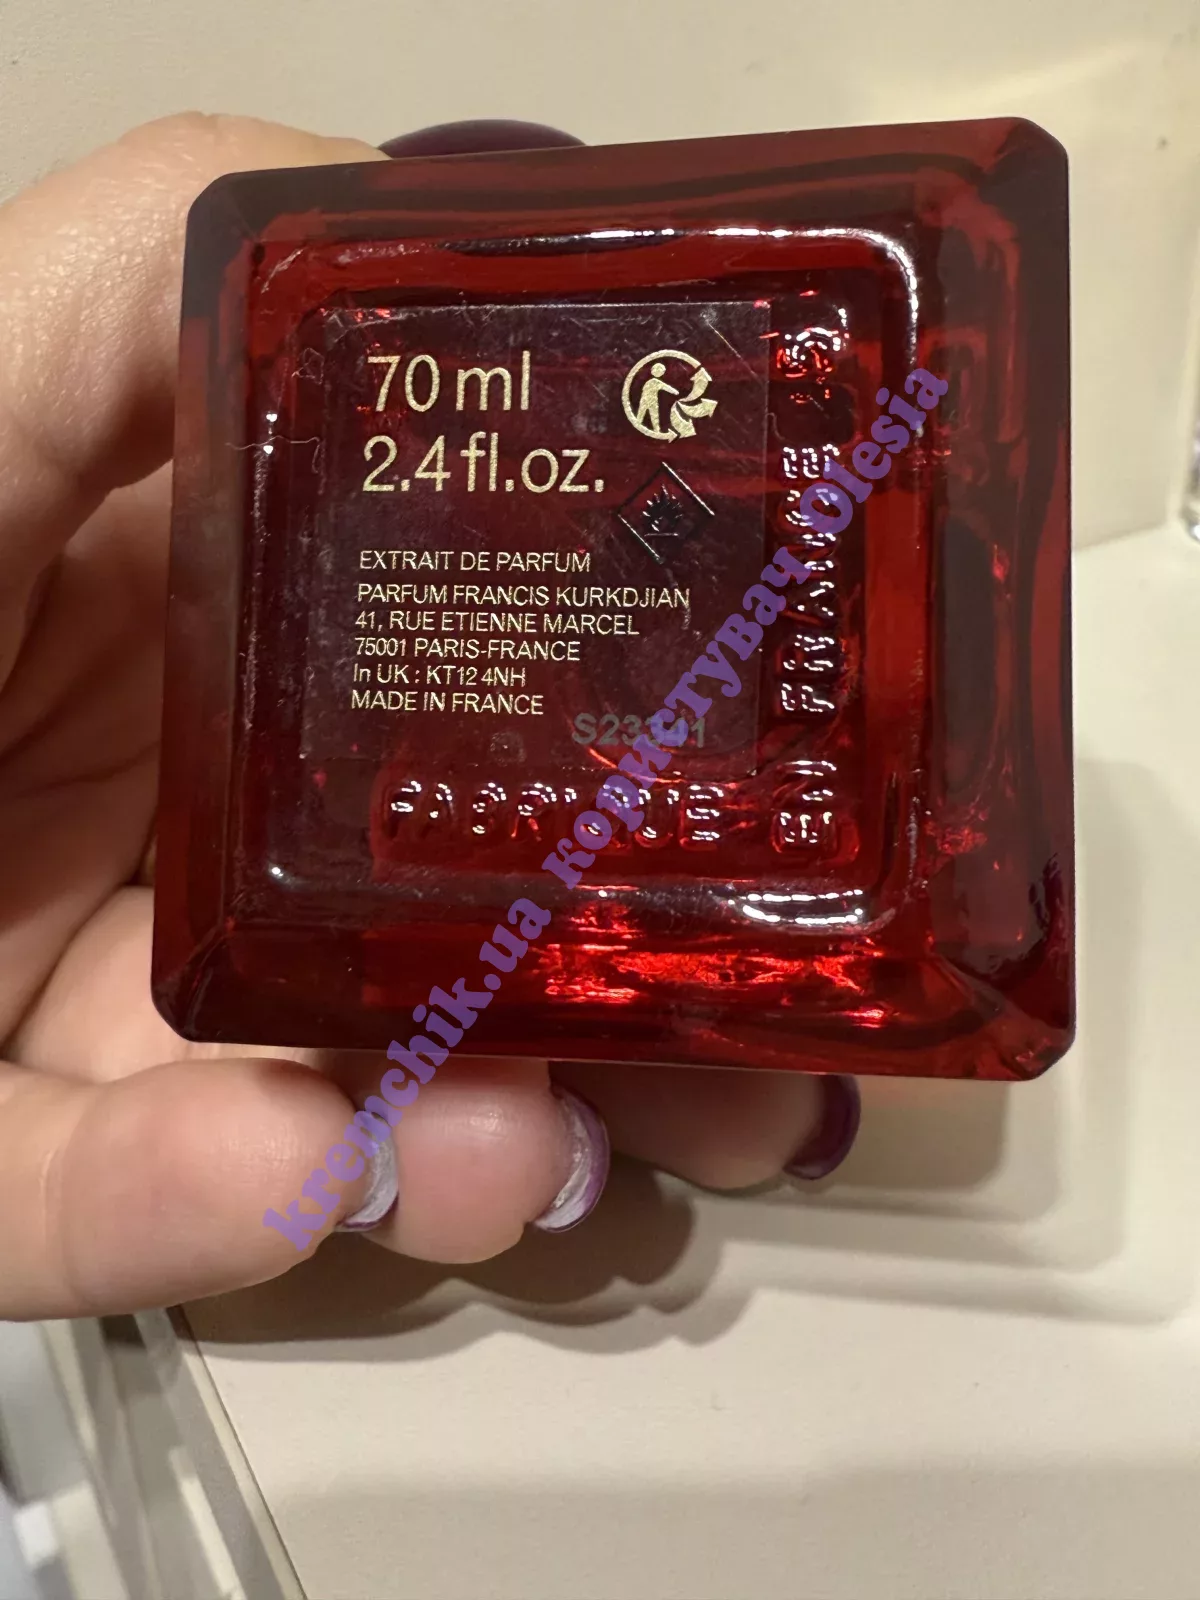 70 ml
2.4 fl.oz.
EXTRAIT DE PARFUM
PARFUM FRANCIS KURKDJIAN
41, RUE ETIENNE MARCEL
75001 PARIS-FRANCE
In UK : KT12 4NH
MADE IN FRANCE
S23341
FABRIQUE
EN FRANCE
kremchik.ua користувач olesia